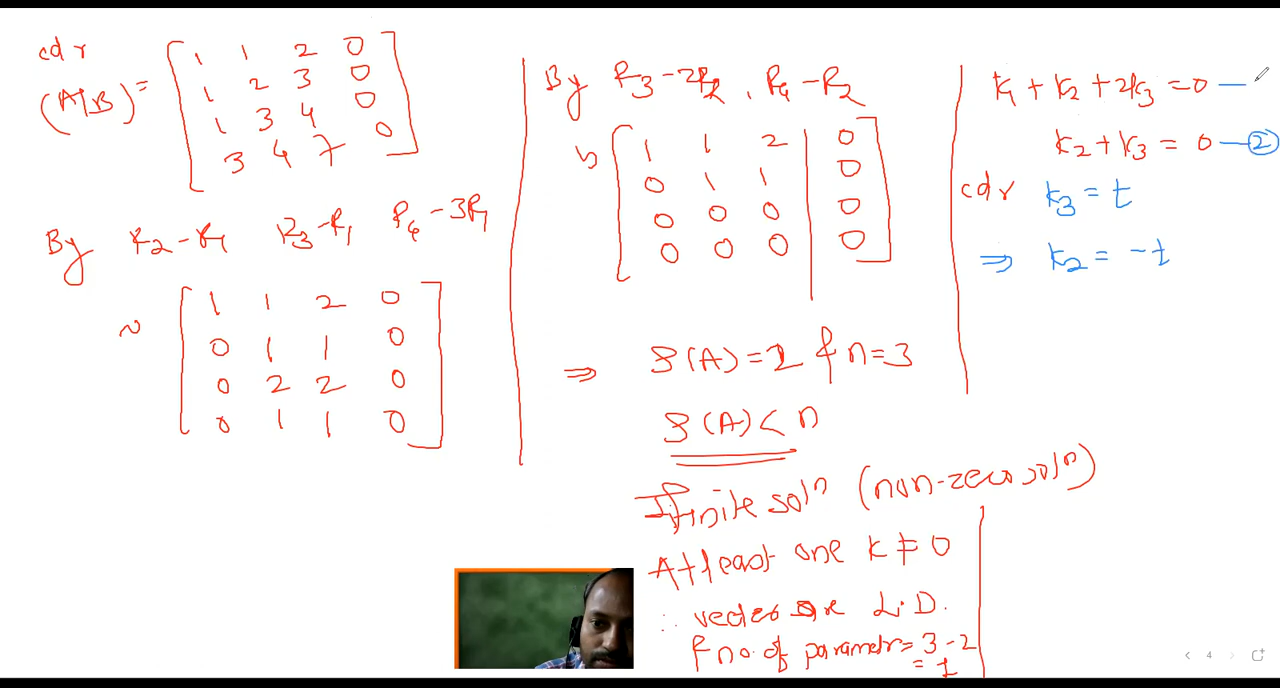 cdr
(A|B) =
1 1 2 0
1 2 3 0
1 3 4 0
3 4 7 0
By R2-R1 R3-R1 R4-3R1
~
1 1 2 0
0 1 1 0
0 2 2 0
0 1 1 0
By R3-2R2, R4-R2
1 1 2 | 0
0 1 1 | 0
0 0 0 | 0
0 0 0 | 0
⇒ ρ(A)=2 & n=3
ρ(A) < n
Infinite soln (non-zero soln)
Atleast one k ≠ 0
∴ vectors are L.D.
& no. of parameter = 3-2
= 1
k1 + k2 + 2k3 = 0 —
k2 + k3 = 0 — 2
cdr k3 = t
⇒ k2 = -t
4